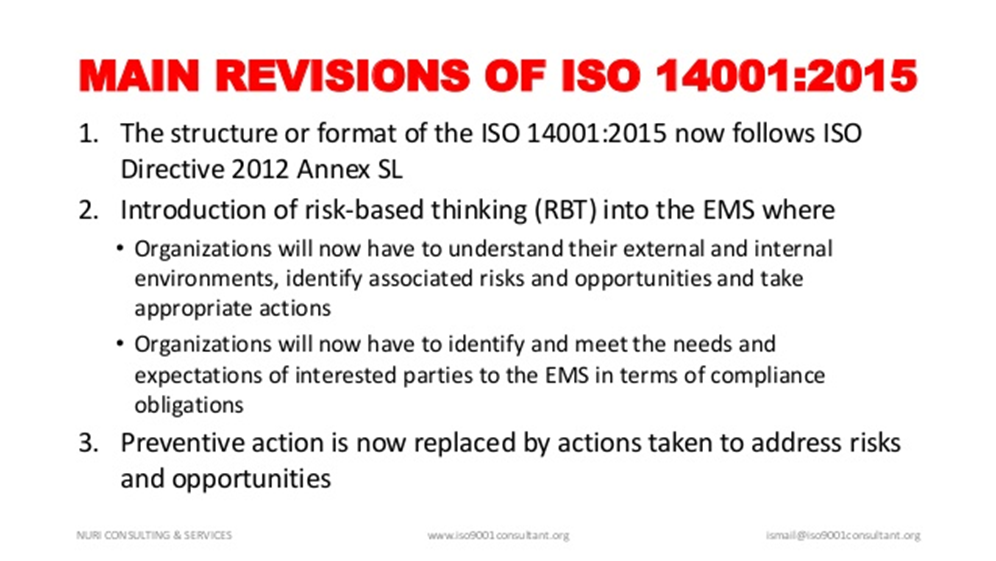 MAIN REVISIONS OF ISO 14001:2015
1. The structure or format of the ISO 14001:2015 now follows ISO
Directive 2012 Annex SL
2. Introduction of risk-based thinking (RBT) into the EMS where
• Organizations will now have to understand their external and internal
environments, identify associated risks and opportunities and take
appropriate actions
• Organizations will now have to identify and meet the needs and
expectations of interested parties to the EMS in terms of compliance
obligations
3. Preventive action is now replaced by actions taken to address risks
and opportunities
NURI CONSULTING & SERVICES www.iso9001consultant.org ismail@iso9001consultant.org